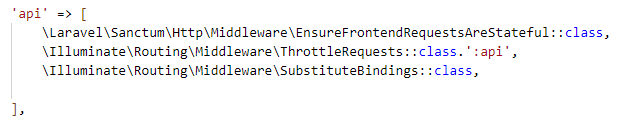 'api' => [
\Laravel\Sanctum\Http\Middleware\EnsureFrontendRequestsAreStateful::class,
\Illuminate\Routing\Middleware\ThrottleRequests::class.':api',
\Illuminate\Routing\Middleware\SubstituteBindings::class,
],